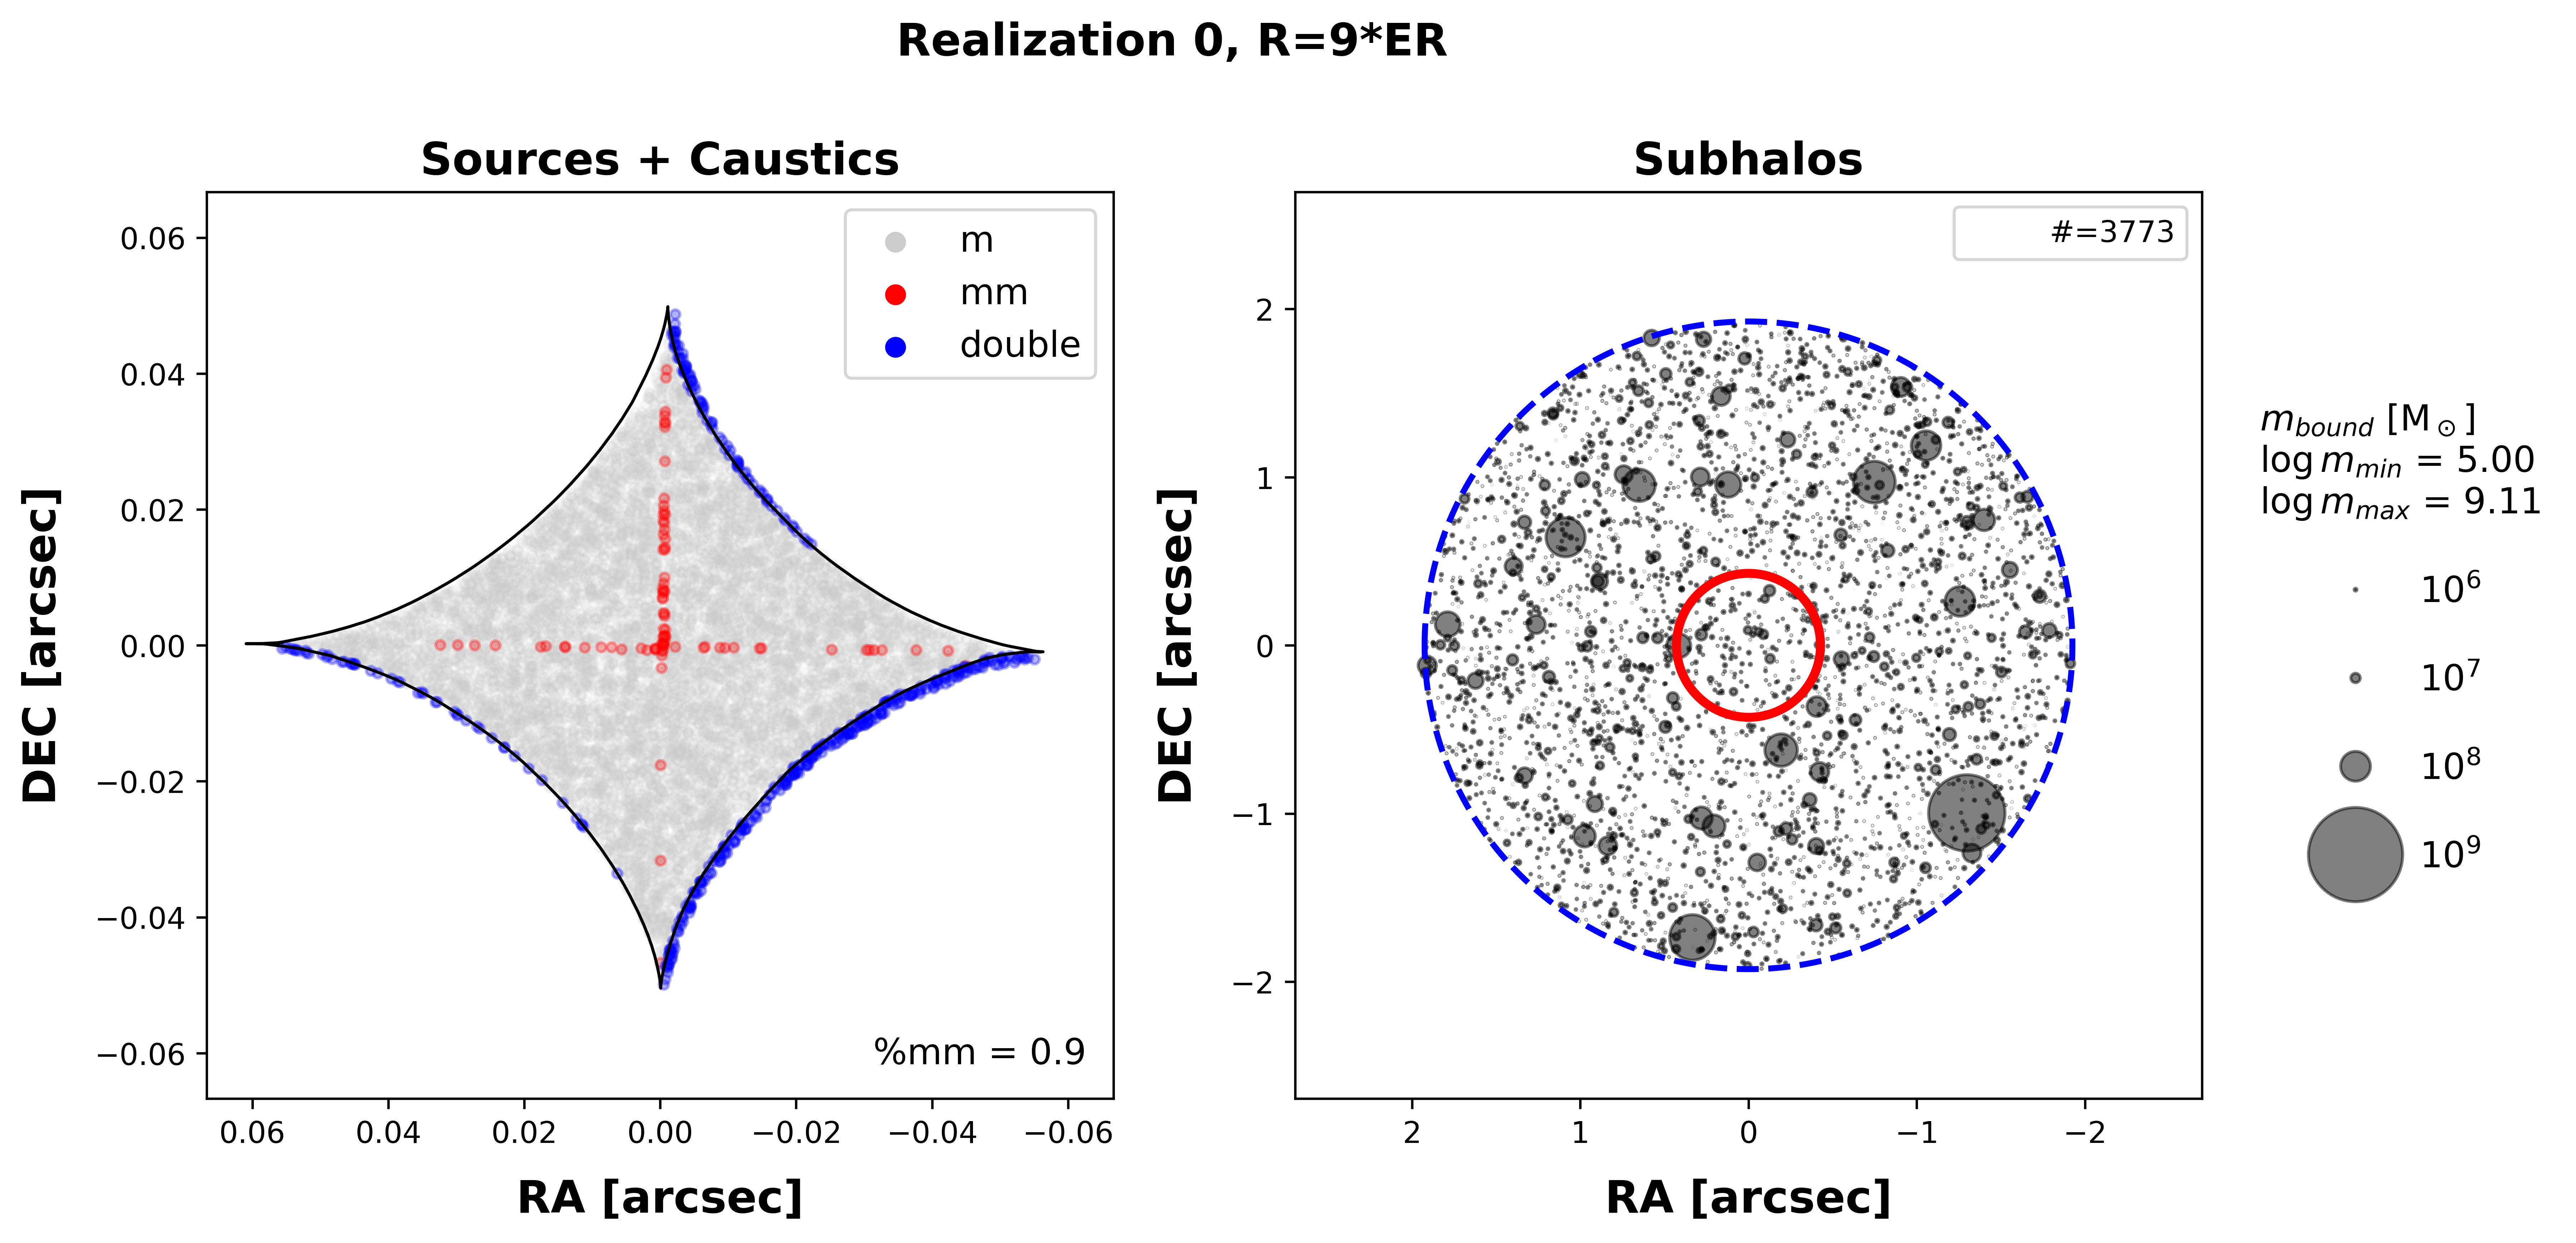 Realization 0, R=9*ER
Sources + Caustics
m
mm
double
0.06
0.04
0.02
0.00
−0.02
−0.04
−0.06
DEC [arcsec]
%mm = 0.9
0.06
0.04
0.02
0.00
−0.02
−0.04
−0.06
RA [arcsec]
Subhalos
#=3773
2
1
0
−1
−2
DEC [arcsec]
2
1
0
−1
−2
RA [arcsec]
m_bound [M_⊙]
log m_min = 5.00
log m_max = 9.11
10^6
10^7
10^8
10^9